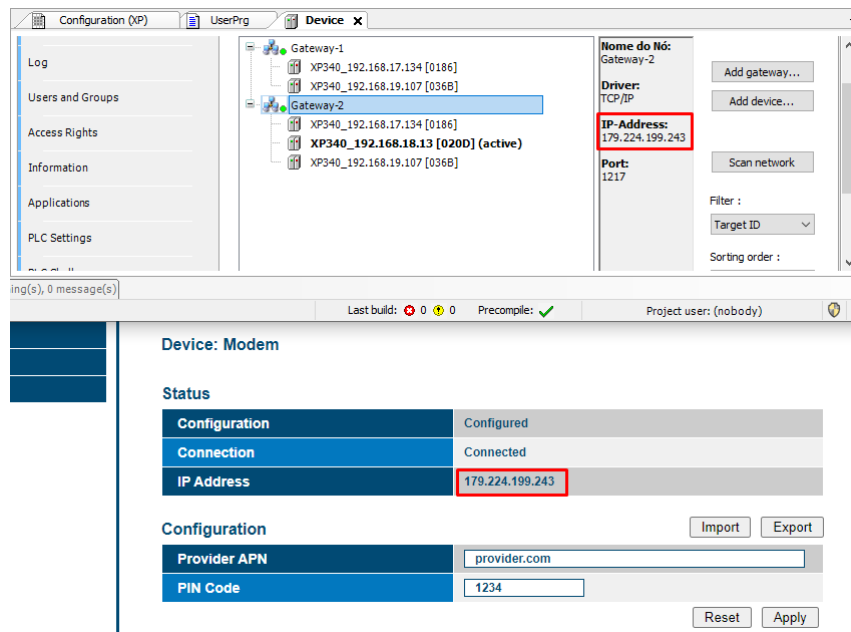 Configuration (XP)
UserPrg
Device x
Log
Users and Groups
Access Rights
Information
Applications
PLC Settings
Gateway-1
XP340_192.168.17.134 [0186]
XP340_192.168.19.107 [036B]
Gateway-2
XP340_192.168.17.134 [0186]
XP340_192.168.18.13 [020D] (active)
XP340_192.168.19.107 [036B]
Nome do Nó:
Gateway-2
Driver:
TCP/IP
IP-Address:
179.224.199.243
Port:
1217
Add gateway...
Add device...
Scan network
Filter :
Target ID
Sorting order :
ing(s), 0 message(s)
Last build: 0 0 Precompile: Project user: (nobody)
Device: Modem
Status
Configuration Configured
Connection Connected
IP Address 179.224.199.243
Configuration Import Export
Provider APN provider.com
PIN Code 1234
Reset Apply